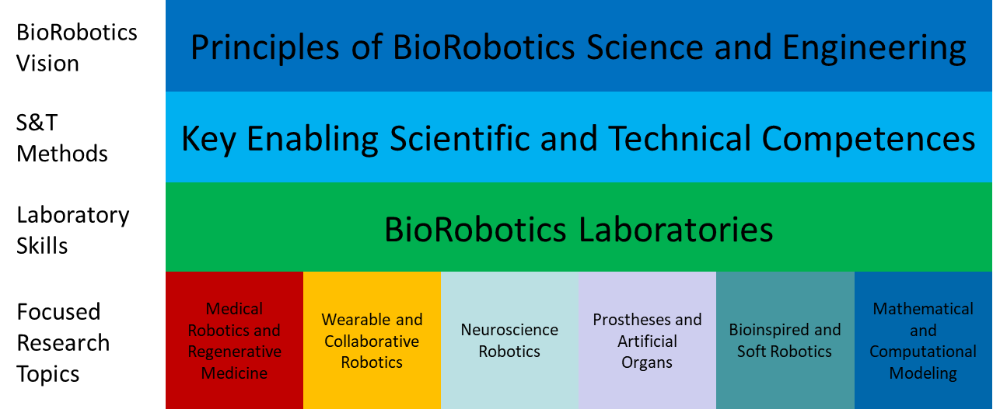 BioRobotics
Vision
Principles of BioRobotics Science and Engineering
S&T
Methods
Key Enabling Scientific and Technical Competences
Laboratory
Skills
BioRobotics Laboratories
Focused
Research
Topics
Medical
Robotics and
Regenerative
Medicine
Wearable and
Collaborative
Robotics
Neuroscience
Robotics
Prostheses and
Artificial
Organs
Bioinspired and
Soft Robotics
Mathematical
and
Computational
Modeling